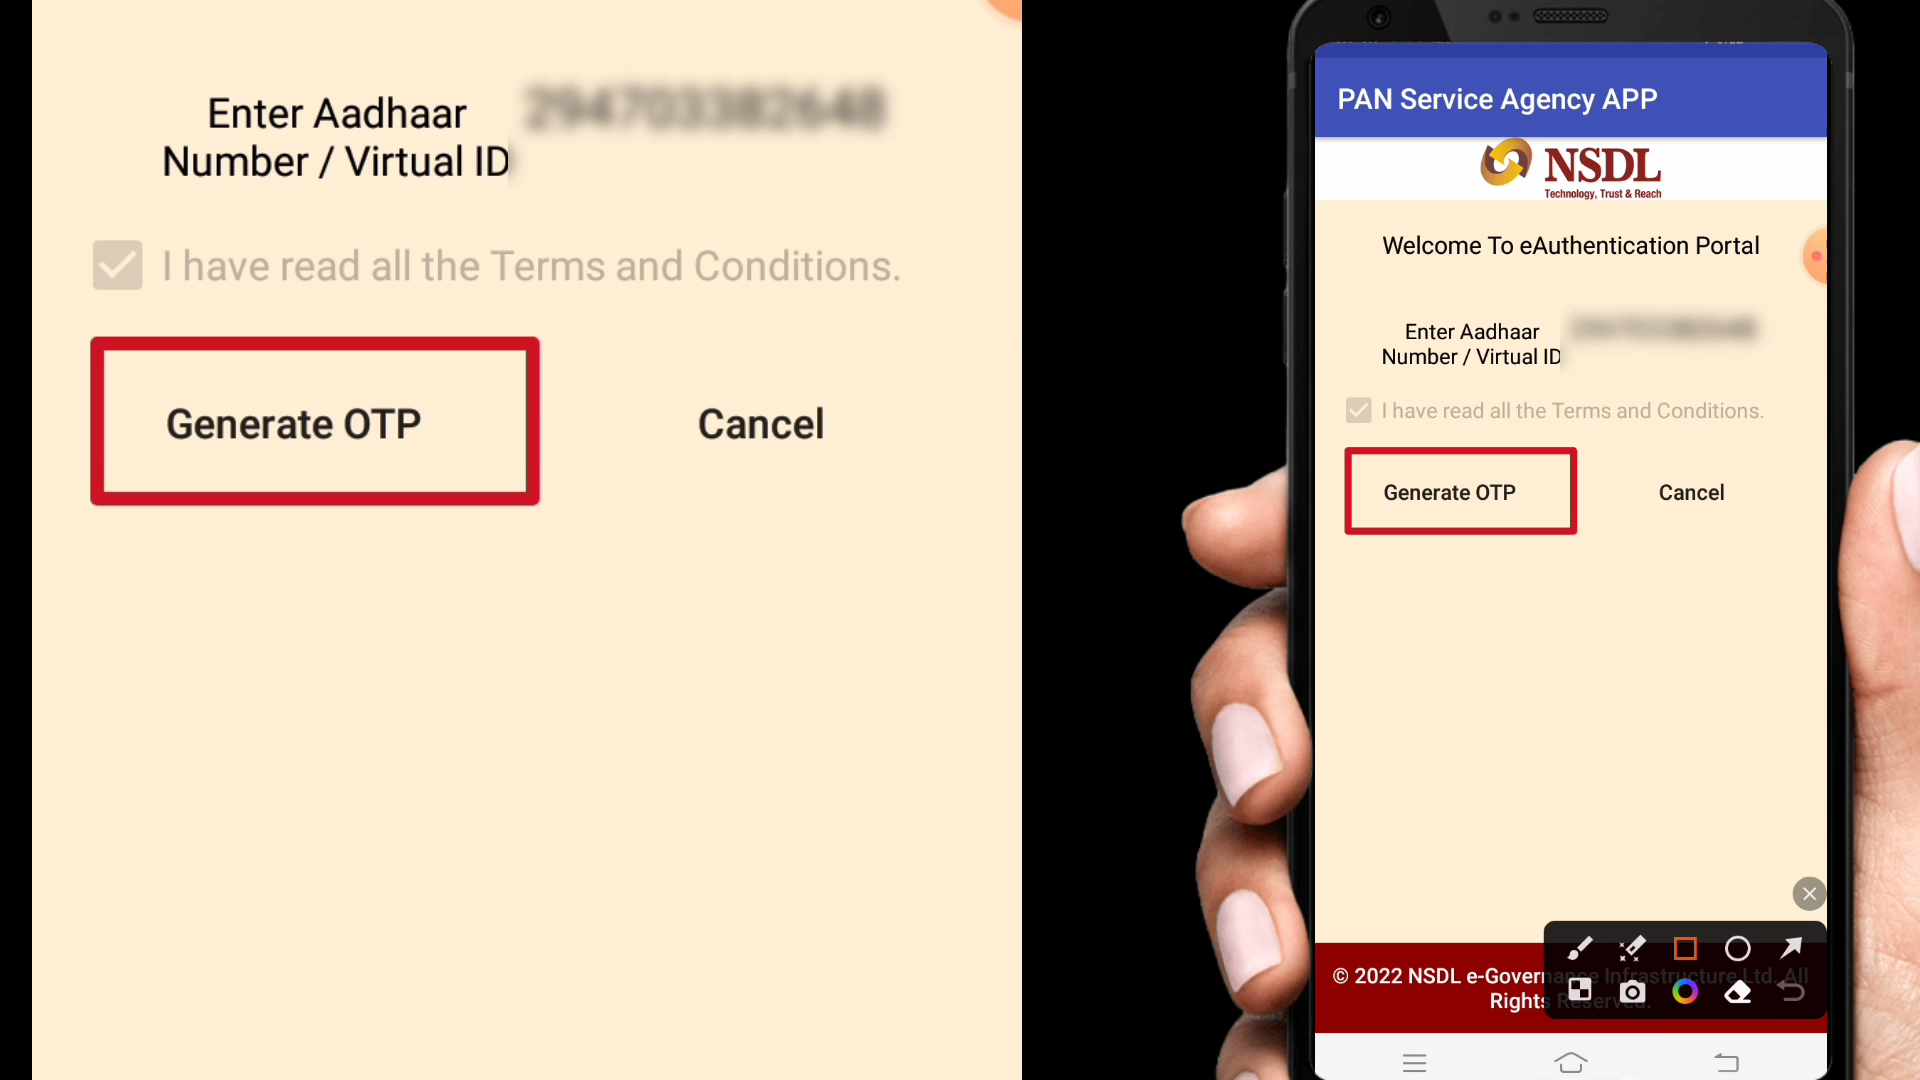 Enter Aadhaar
Number / Virtual ID
I have read all the Terms and Conditions.
Generate OTP
Cancel
PAN Service Agency APP
NSDL
Technology, Trust & Reach
Welcome To eAuthentication Portal
Enter Aadhaar
Number / Virtual ID
I have read all the Terms and Conditions.
Generate OTP
Cancel
© 2022 NSDL e-Governance Infrastructure Ltd. All
Rights Reserved.